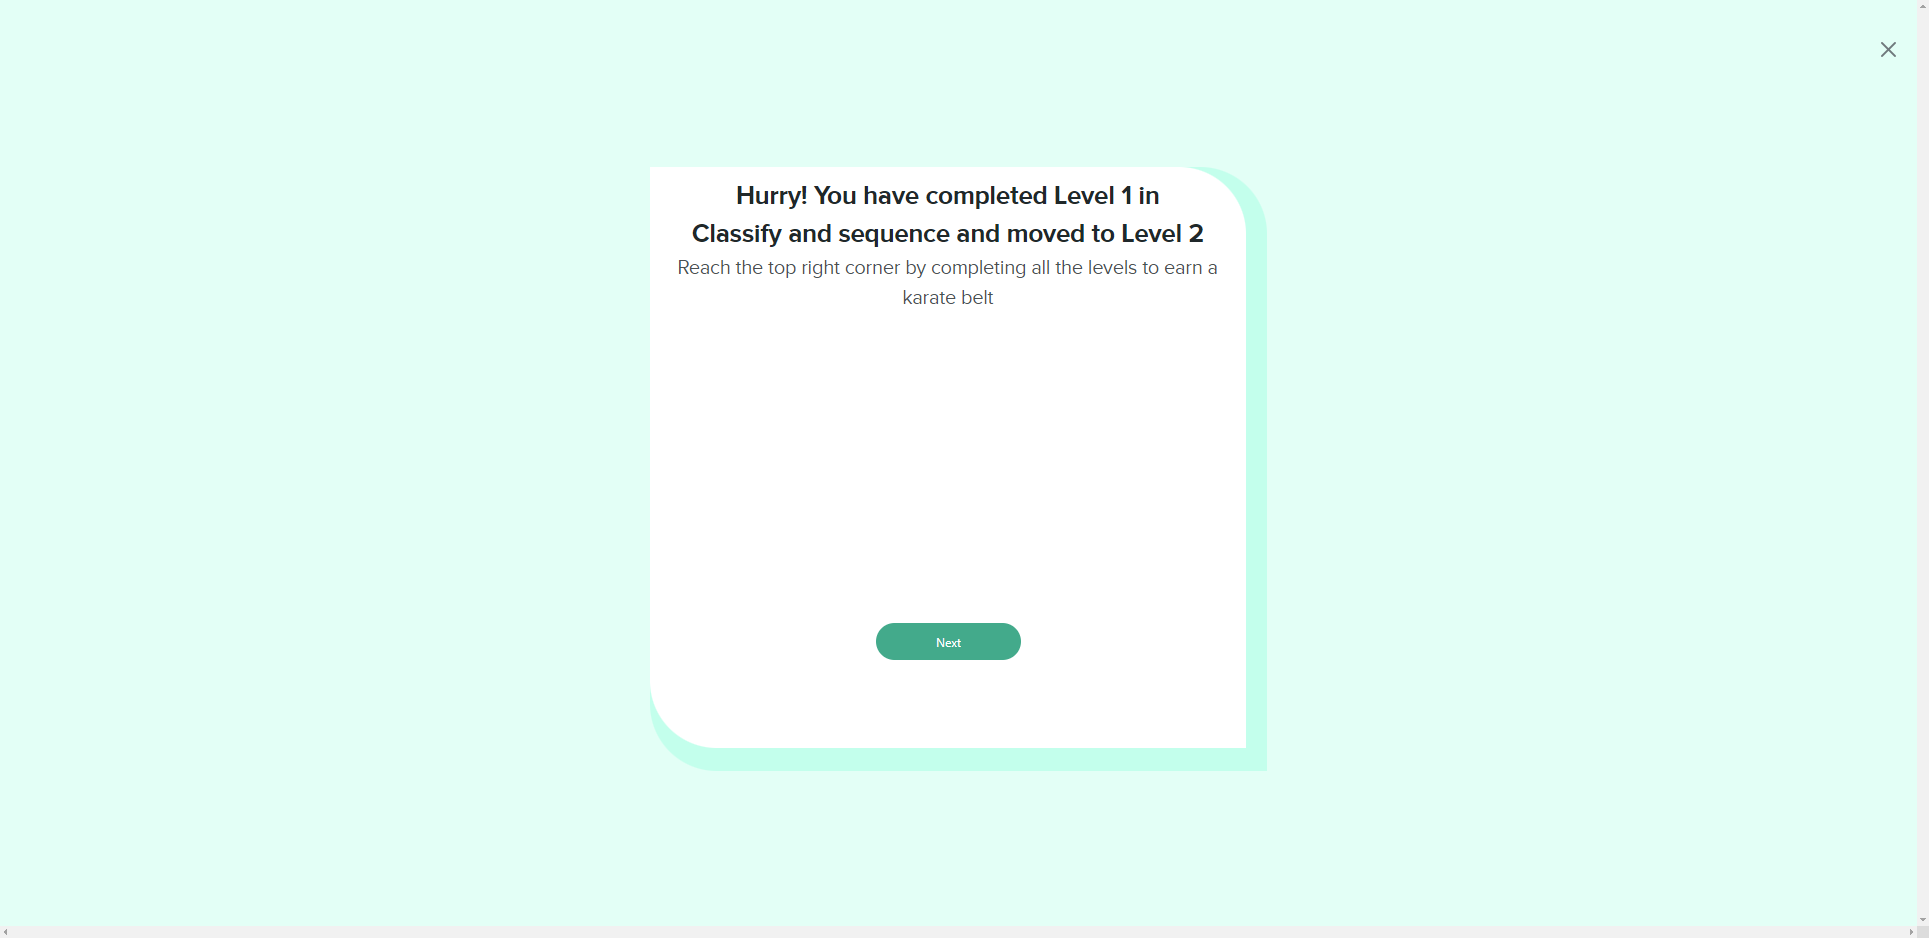 Hurry! You have completed Level 1 in
Classify and sequence and moved to Level 2
Reach the top right corner by completing all the levels to earn a
karate belt
Next